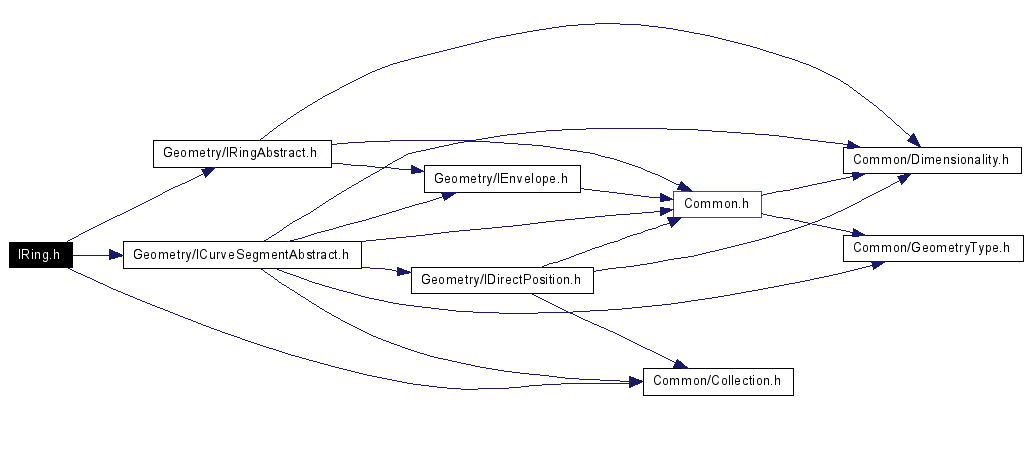 Geometry/IRingAbstract.h
Common/Dimensionality.h
Geometry/IEnvelope.h
Common.h
IRing.h
Geometry/ICurveSegmentAbstract.h
Common/GeometryType.h
Geometry/IDirectPosition.h
Common/Collection.h